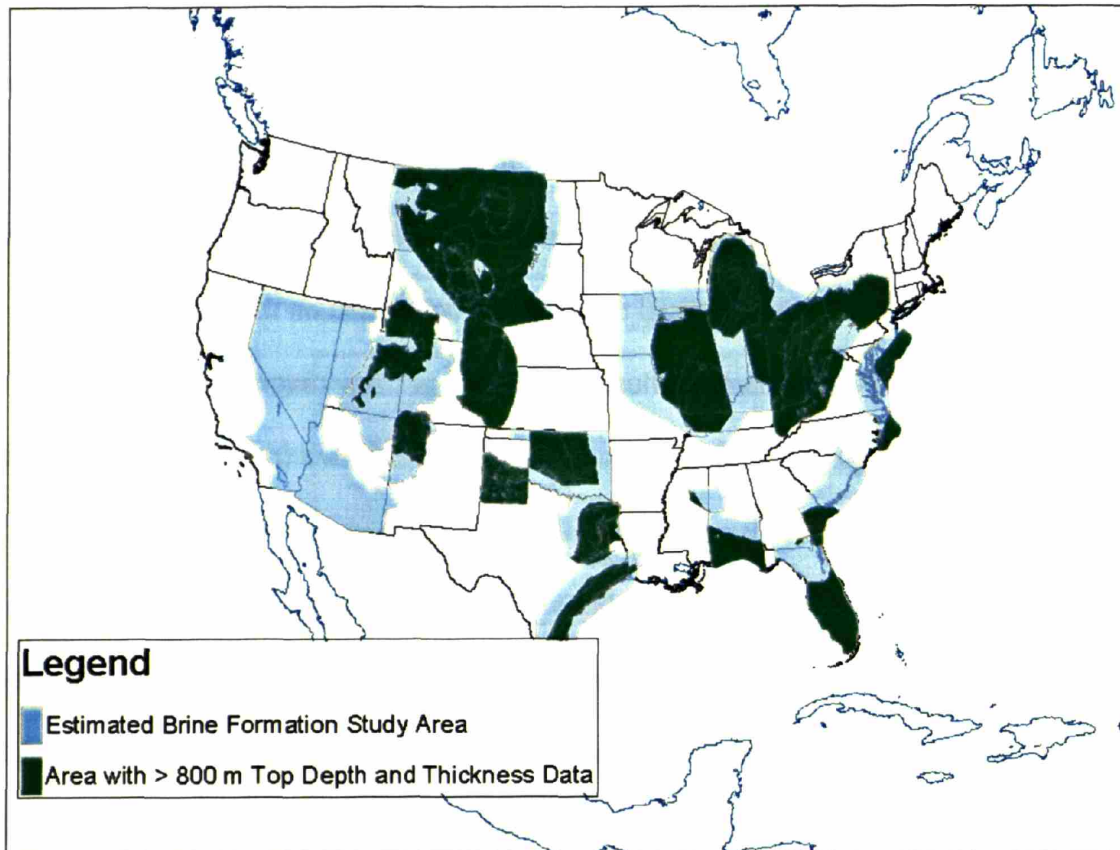 Legend
Estimated Brine Formation Study Area
Area with > 800 m Top Depth and Thickness Data